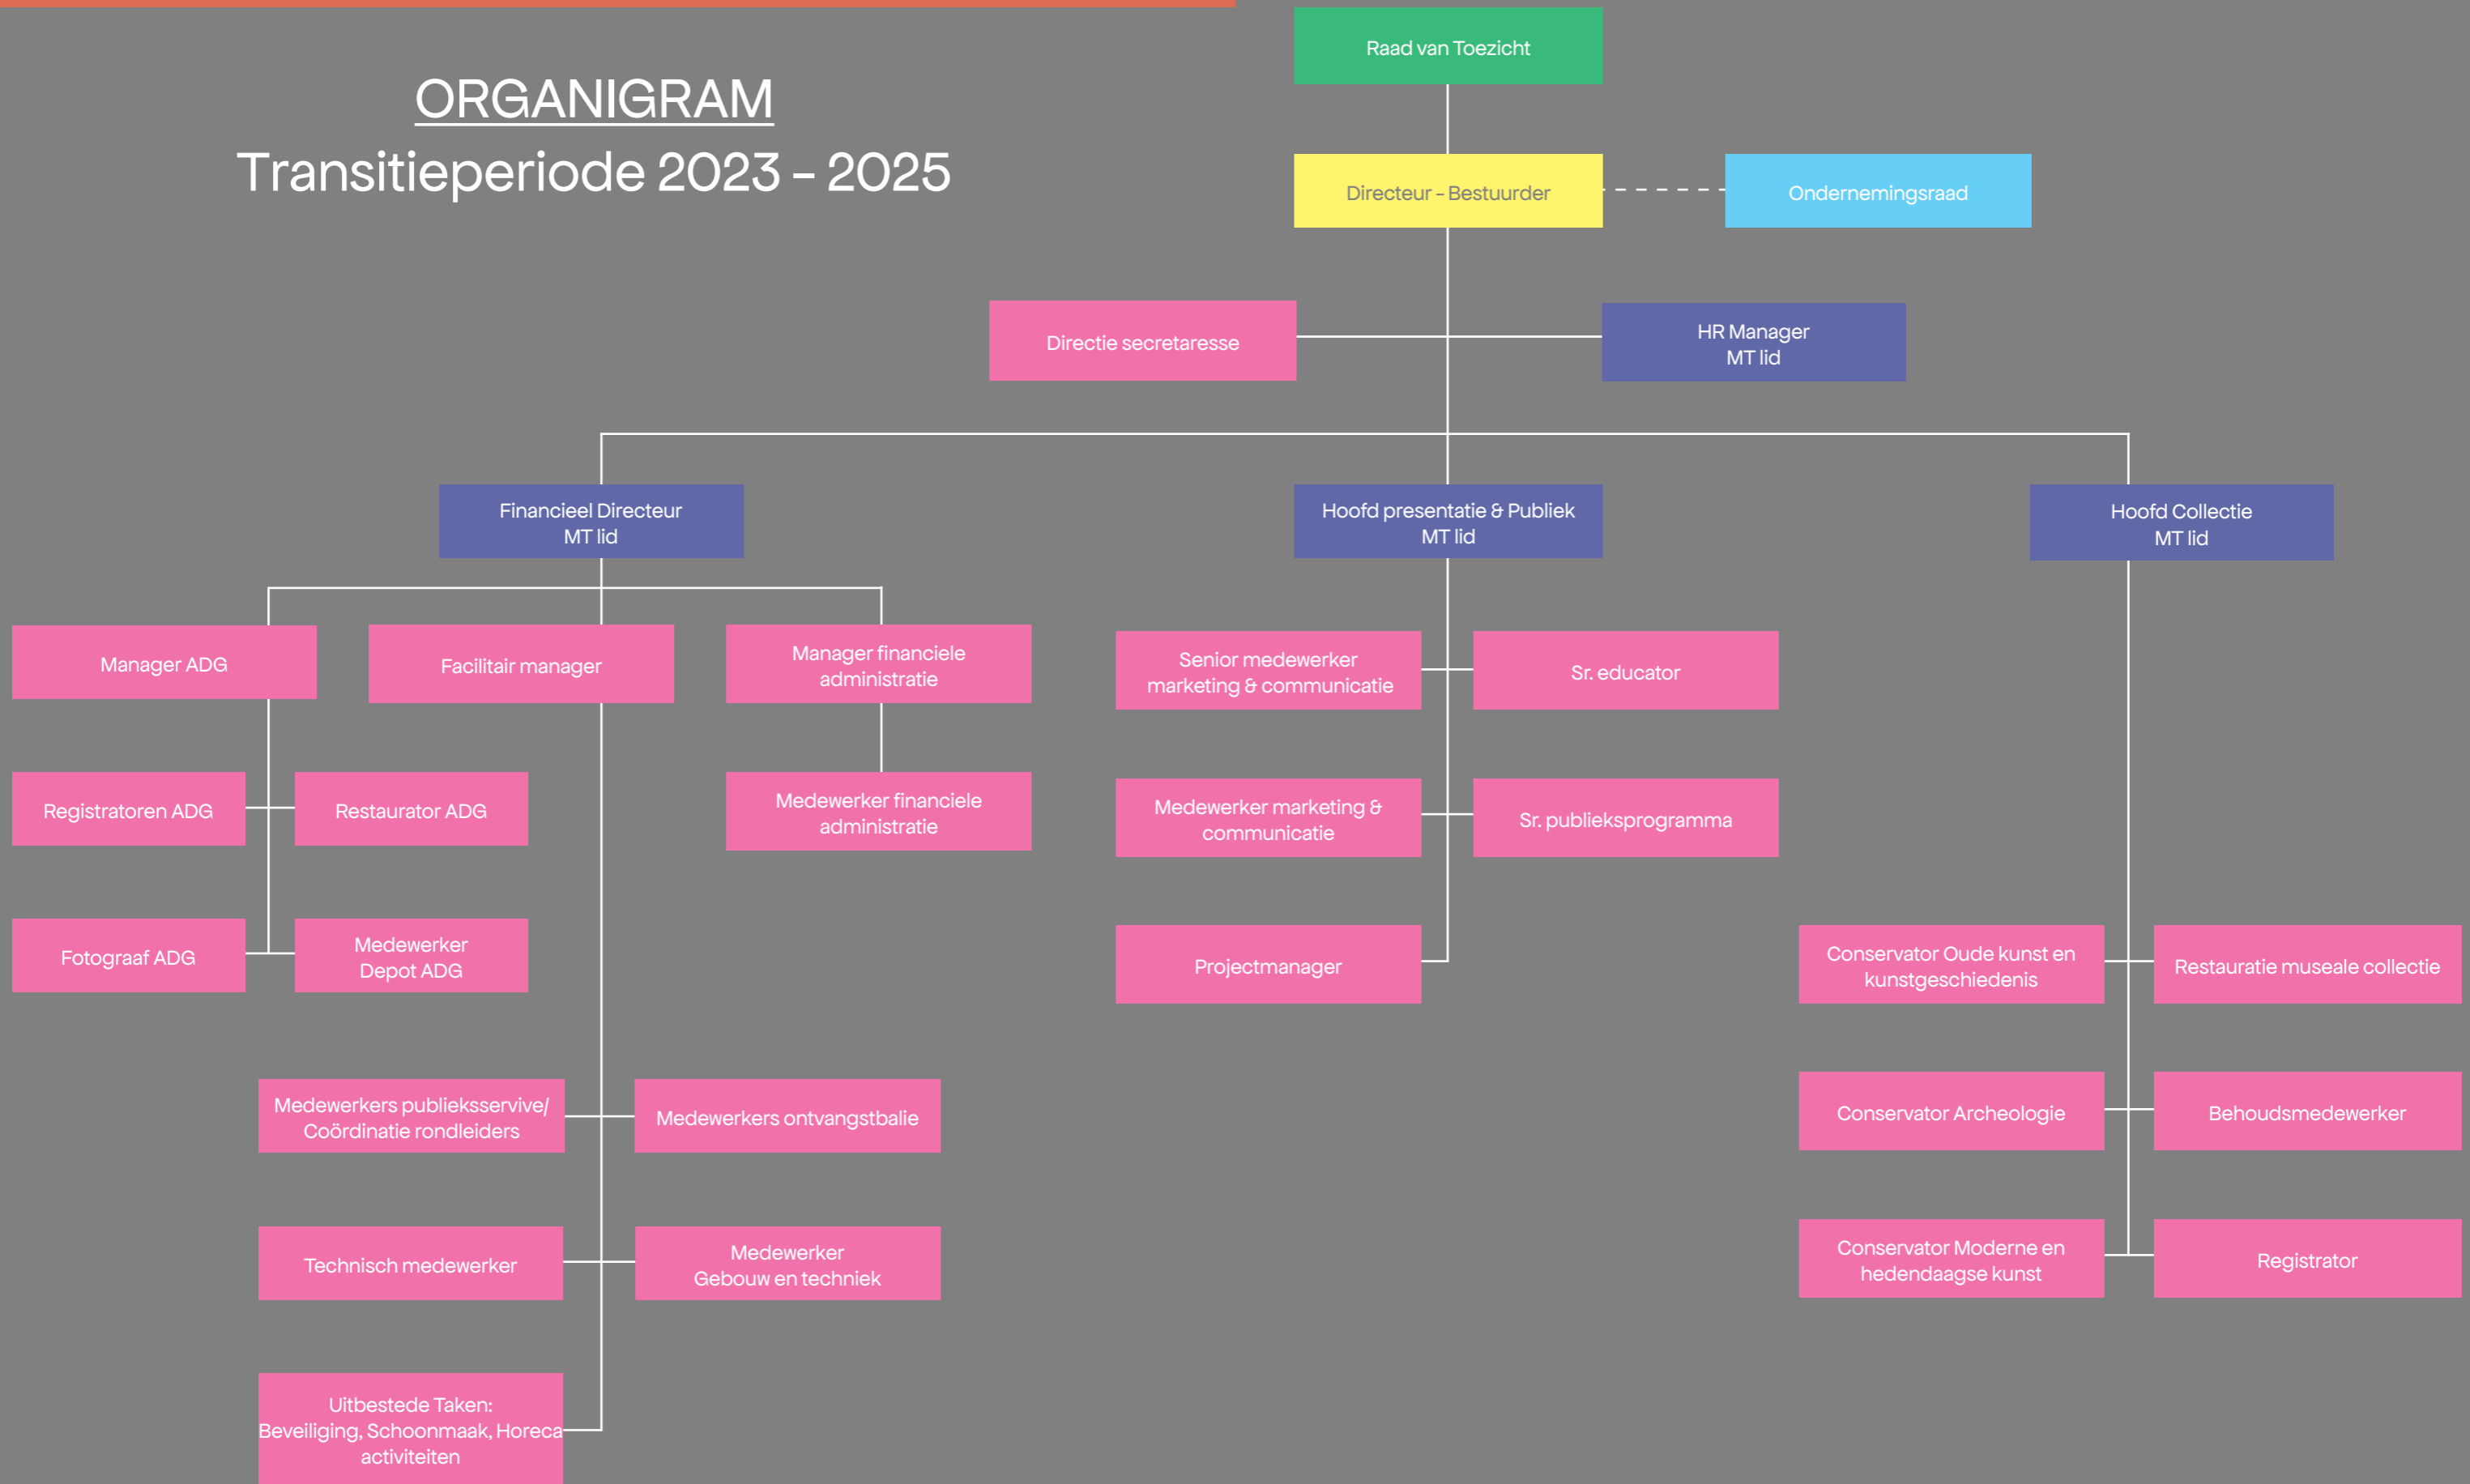 ORGANIGRAM
Transitieperiode 2023 – 2025
Raad van Toezicht
Directeur – Bestuurder
Ondernemingsraad
Directie secretaresse
HR Manager
MT lid
Financieel Directeur
MT lid
Hoofd presentatie & Publiek
MT lid
Hoofd Collectie
MT lid
Manager ADG
Facilitair manager
Manager financiele
administratie
Senior medewerker
marketing & communicatie
Sr. educator
Registratoren ADG
Restaurator ADG
Medewerker financiele
administratie
Medewerker marketing &
communicatie
Sr. publieksprogramma
Fotograaf ADG
Medewerker
Depot ADG
Projectmanager
Conservator Oude kunst en
kunstgeschiedenis
Restauratie museale collectie
Medewerkers publieksservive/
Coördinatie rondleiders
Medewerkers ontvangstbalie
Conservator Archeologie
Behoudsmedewerker
Technisch medewerker
Medewerker
Gebouw en techniek
Conservator Moderne en
hedendaagse kunst
Registrator
Uitbestede Taken:
Beveiliging, Schoonmaak, Horeca
activiteiten